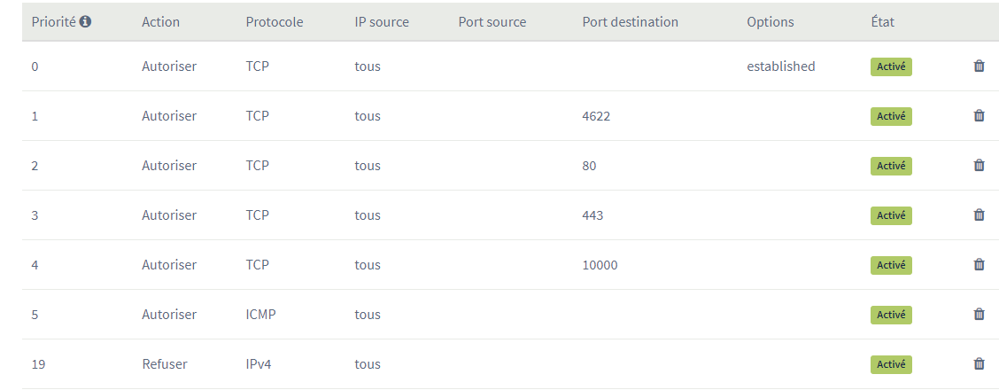 Priorité Action Protocole IP source Port source Port destination Options État
0 Autoriser TCP tous established Activé
1 Autoriser TCP tous 4622 Activé
2 Autoriser TCP tous 80 Activé
3 Autoriser TCP tous 443 Activé
4 Autoriser TCP tous 10000 Activé
5 Autoriser ICMP tous Activé
19 Refuser IPv4 tous Activé